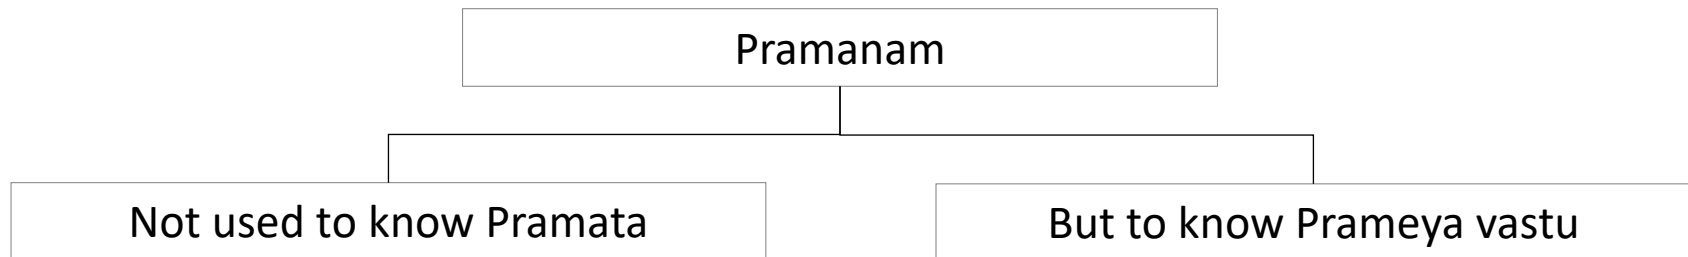 Pramanam
Not used to know Pramata
But to know Prameya vastu